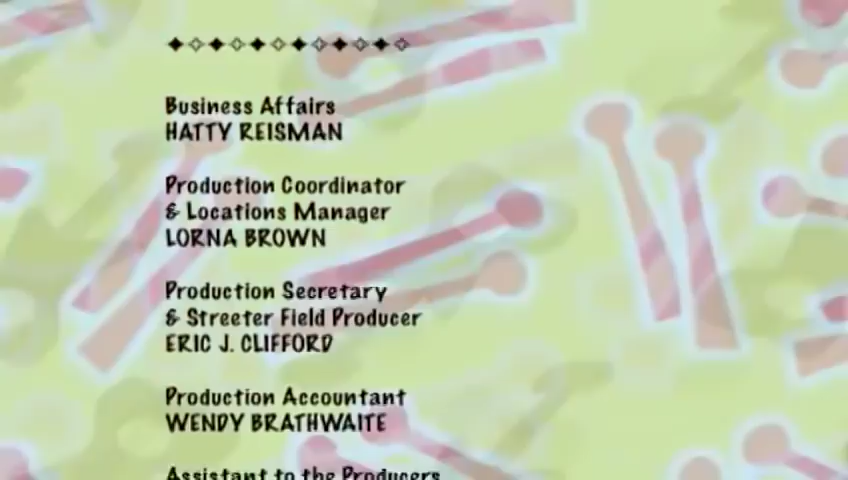 Business Affairs
HATTY REISMAN
Production Coordinator
& Locations Manager
LORNA BROWN
Production Secretary
& Streeter Field Producer
ERIC J. CLIFFORD
Production Accountant
WENDY BRATHWAITE
Assistant to the Producers